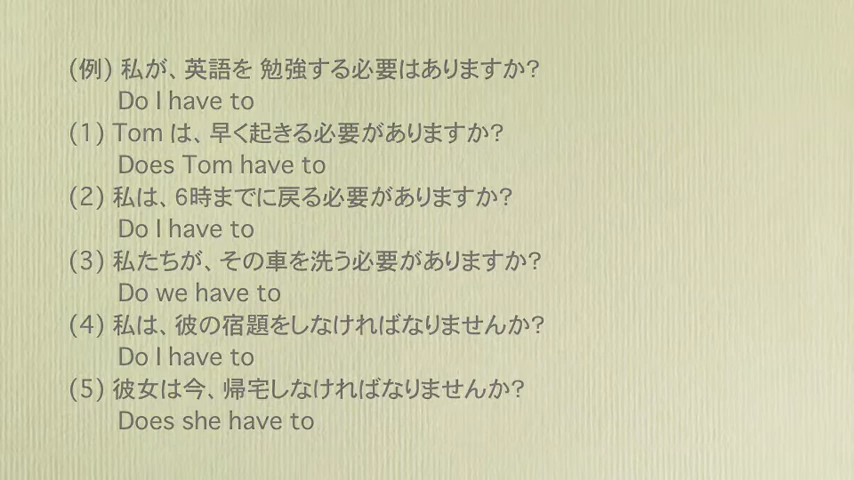 (例) 私が、英語を 勉強する必要はありますか?
Do I have to
(1) Tom は、早く起きる必要がありますか?
Does Tom have to
(2) 私は、6時までに戻る必要がありますか?
Do I have to
(3) 私たちが、その車を洗う必要がありますか?
Do we have to
(4) 私は、彼の宿題をしなければなりませんか?
Do I have to
(5) 彼女は今、帰宅しなければなりませんか?
Does she have to